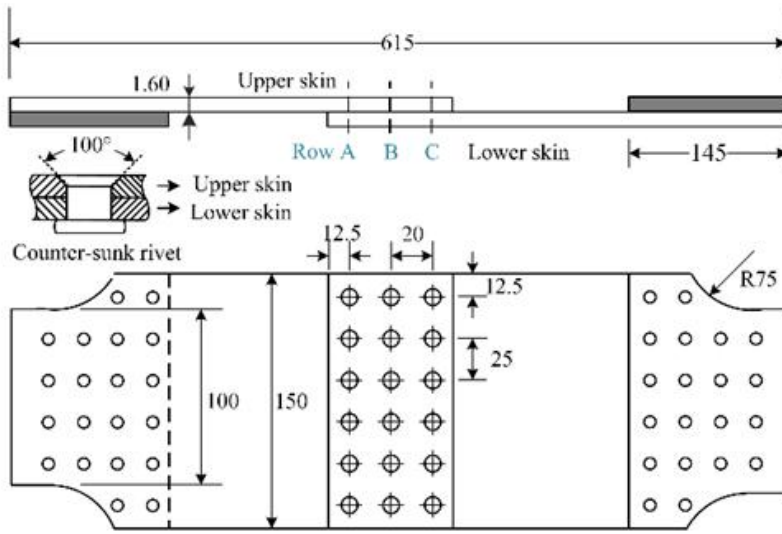 615
1.60
Upper skin
Row A B C
Lower skin
145
100°
Upper skin
Lower skin
Counter-sunk rivet
12.5
20
12.5
R75
25
100
150